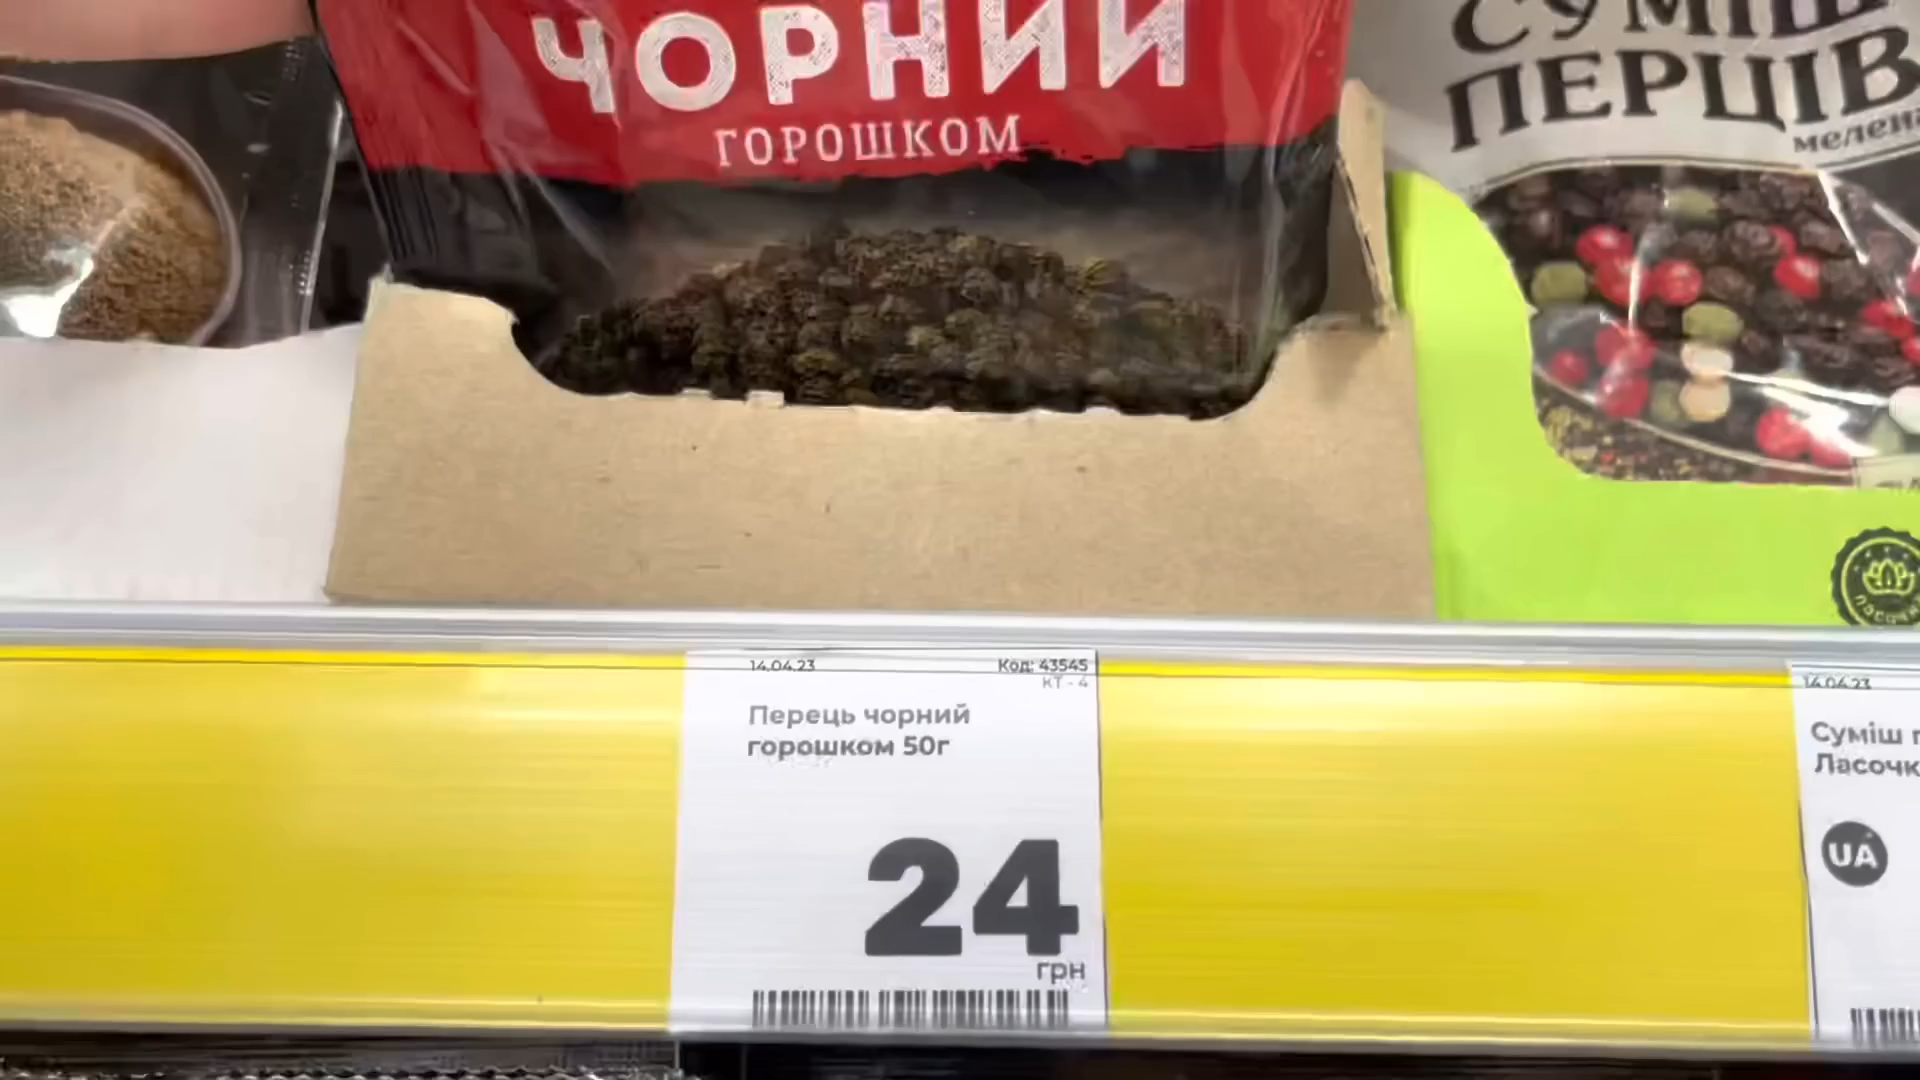 ЧОРНИЙ
ГОРОШКОМ
СУМІШ
ПЕРЦІВ
мелена
14.04.23
Код: 43545
КТ - 4
Перець чорний
горошком 50г
24
грн
14.04.23
Суміш п
Ласочк
UA